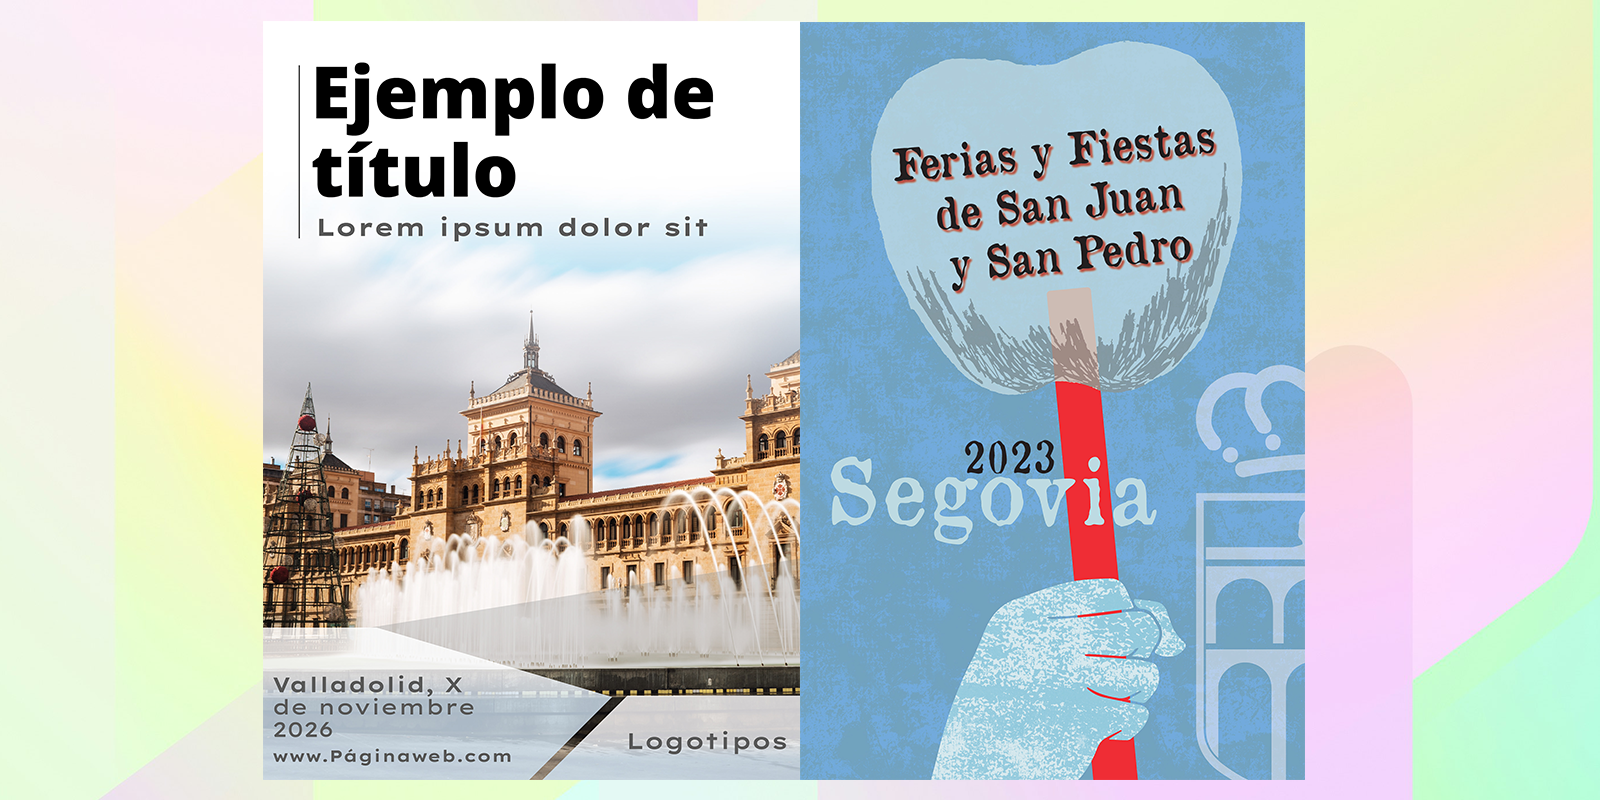 Ejemplo de
título
Lorem ipsum dolor sit
Valladolid, X
de noviembre
2026
www.Páginaweb.com
Logotipos
Ferias y Fiestas
de San Juan
y San Pedro
2023
Segovia